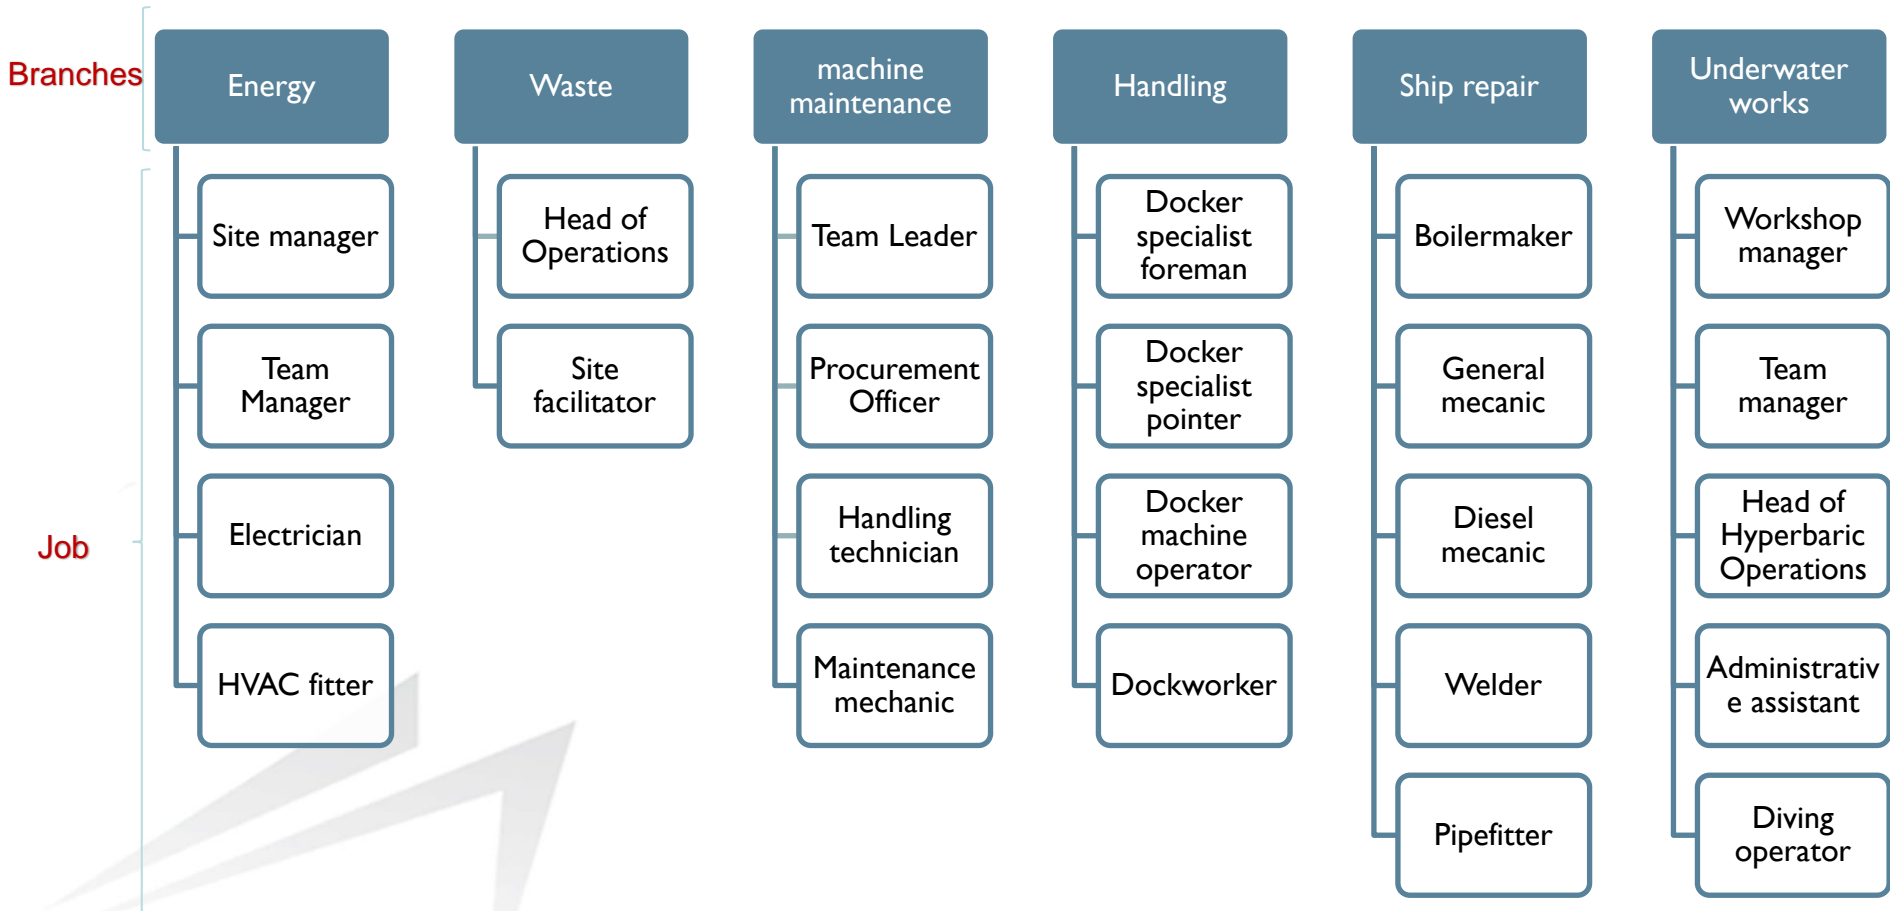 Branches
Energy
Waste
machine
maintenance
Handling
Ship repair
Underwater
works
Job
Site manager
Team
Manager
Electrician
HVAC fitter
Head of
Operations
Site
facilitator
Team Leader
Procurement
Officer
Handling
technician
Maintenance
mechanic
Docker
specialist
foreman
Docker
specialist
pointer
Docker
machine
operator
Dockworker
Boilermaker
General
mecanic
Diesel
mecanic
Welder
Pipefitter
Workshop
manager
Team
manager
Head of
Hyperbaric
Operations
Administrativ
e assistant
Diving
operator